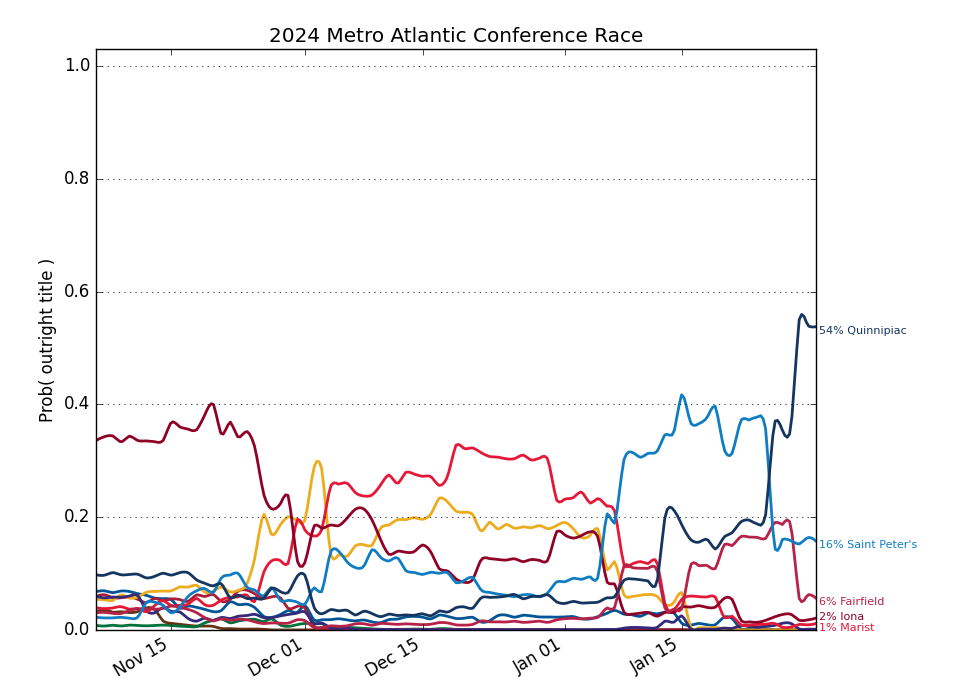 2024 Metro Atlantic Conference Race
Prob( outright title )
1.0
0.8
0.6
0.4
0.2
0.0
54% Quinnipiac
16% Saint Peter's
6% Fairfield
2% Iona
1% Marist
Nov 15
Dec 01
Dec 15
Jan 01
Jan 15